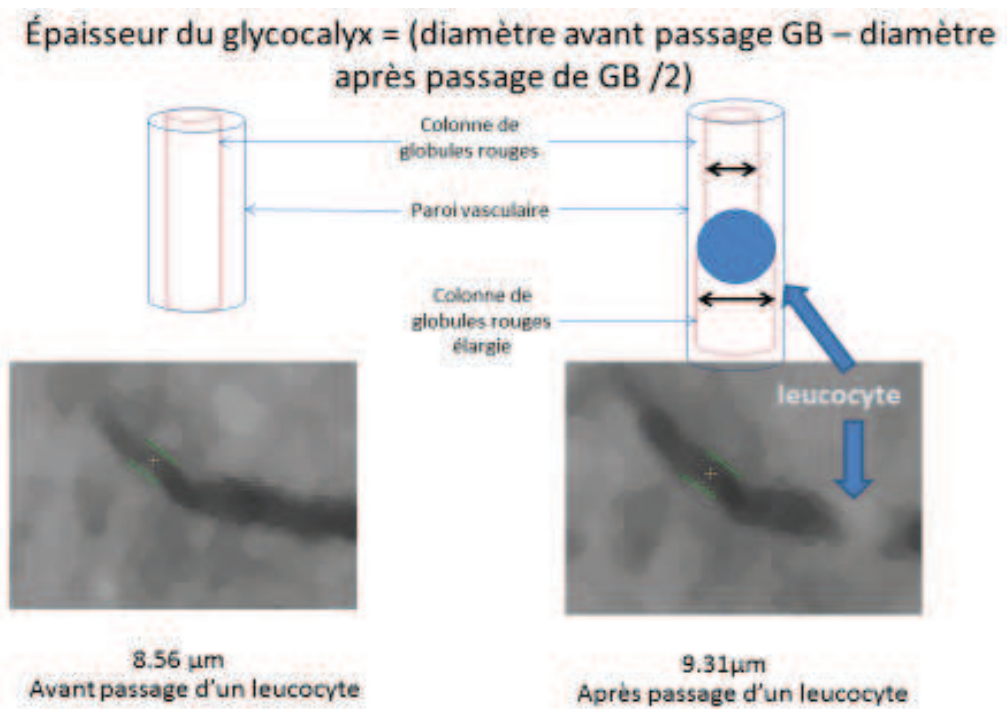 Épaisseur du glycocalyx = (diamètre avant passage GB – diamètre
après passage de GB /2)
Colonne de
globules rouges
Paroi vasculaire
Colonne de
globules rouges
élargie
leucocyte
8.56 µm
Avant passage d'un leucocyte
9.31µm
Après passage d'un leucocyte